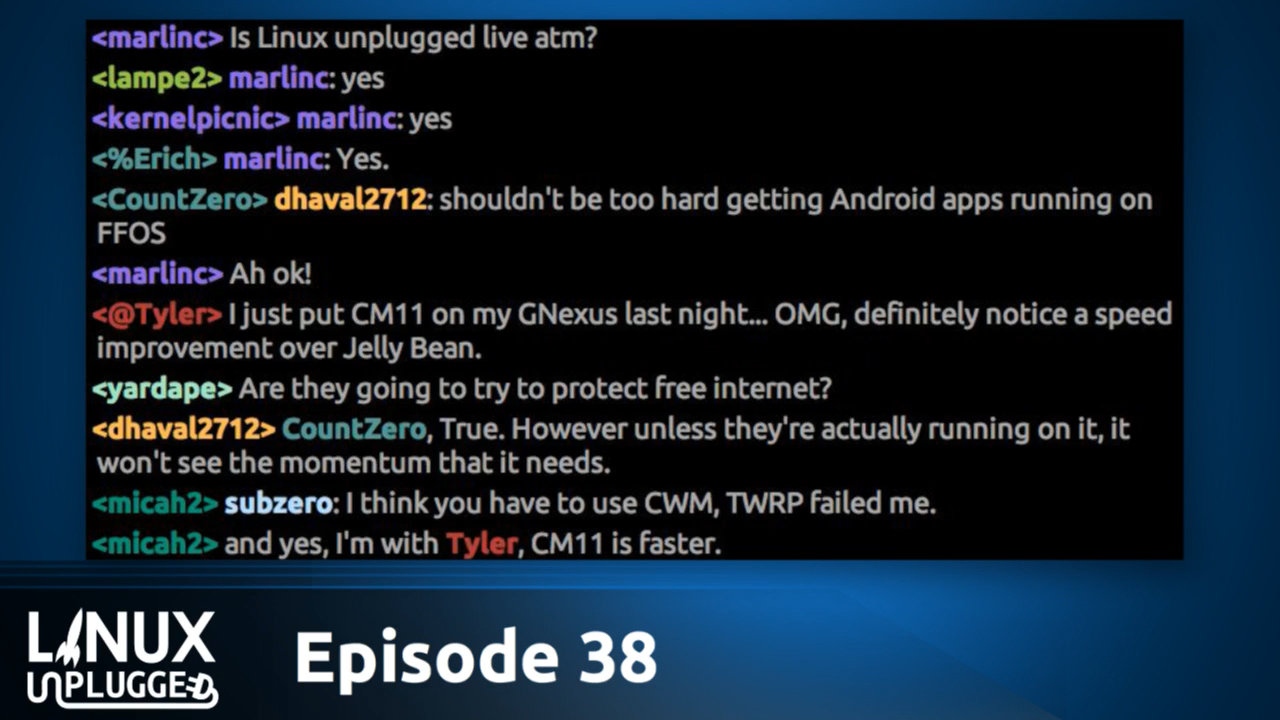 <marlinc> Is Linux unplugged live atm?
<lampe2> marlinc: yes
<kernelpicnic> marlinc: yes
<%Erich> marlinc: Yes.
<CountZero> dhaval2712: shouldn't be too hard getting Android apps running on
FFOS
<marlinc> Ah ok!
<@Tyler> I just put CM11 on my GNexus last night... OMG, definitely notice a speed
improvement over Jelly Bean.
<yardape> Are they going to try to protect free internet?
<dhaval2712> CountZero, True. However unless they're actually running on it, it
won't see the momentum that it needs.
<micah2> subzero: I think you have to use CWM, TWRP failed me.
<micah2> and yes, I'm with Tyler, CM11 is faster.
LINUX
UNPLUGGED
Episode 38